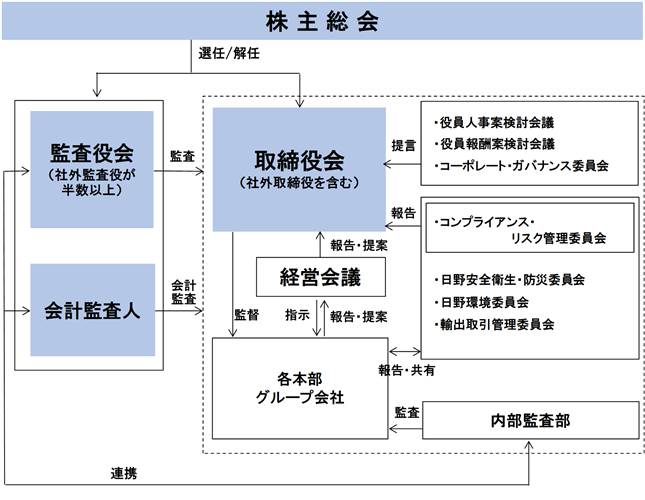 株主総会
選任/解任
監査役会
(社外監査役が
半数以上)
監査
取締役会
(社外取締役を含む)
提言
・役員人事案検討会議
・役員報酬案検討会議
・コーポレート・ガバナンス委員会
報告
・コンプライアンス・
リスク管理委員会
報告・提案
経営会議
・日野安全衛生・防災委員会
・日野環境委員会
・輸出取引管理委員会
会計監査人
会計
監査
監督
指示
報告・提案
各本部
グループ会社
報告・共有
監査
内部監査部
連携